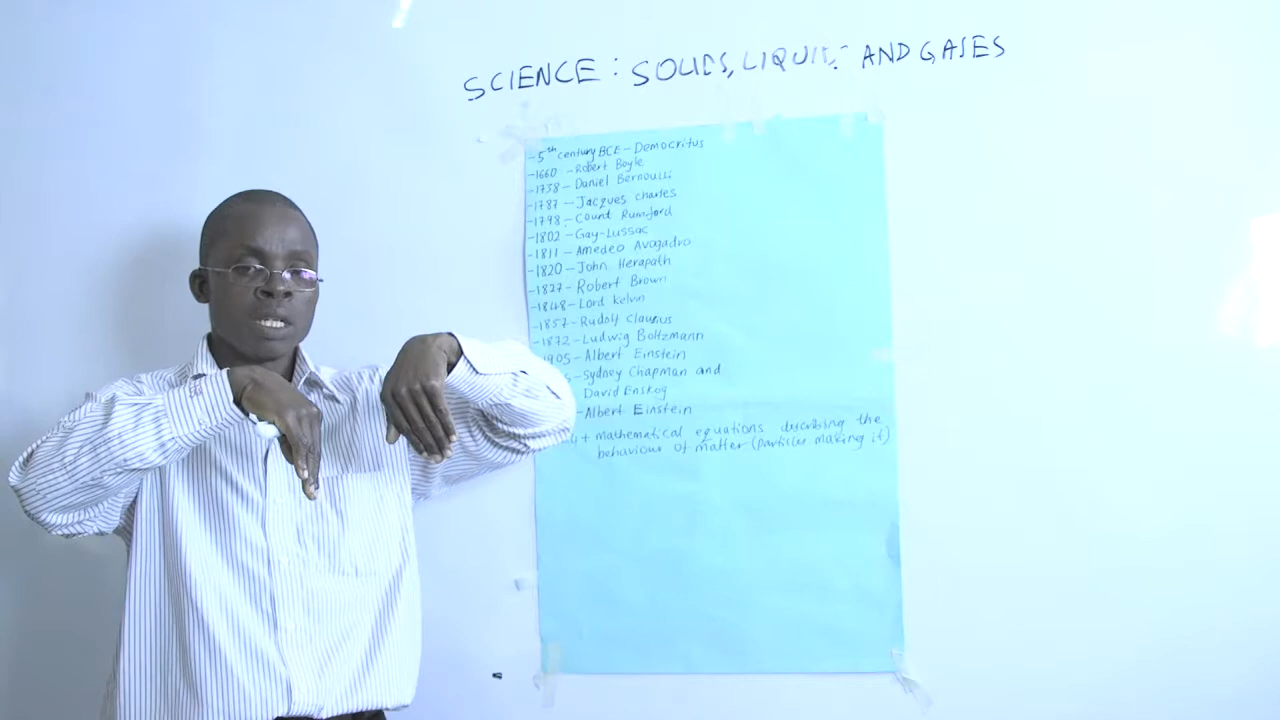 SCIENCE: SOLIDS, LIQUIDS AND GASES
-5th century BCE - Democritus
-1660 - Robert Boyle
-1738 - Daniel Bernoulli
-1787 - Jacques Charles
-1798 - Count Rumford
-1802 - Gay-Lussac
-1811 - Amedeo Avogadro
-1820 - John Herapath
-1827 - Robert Brown
-1848 - Lord Kelvin
-1857 - Rudolf Clausius
-1872 - Ludwig Boltzmann
1905 - Albert Einstein
- Sydney Chapman and
David Enskog
- Albert Einstein
+ mathematical equations describing the
behaviour of matter (particles making it)